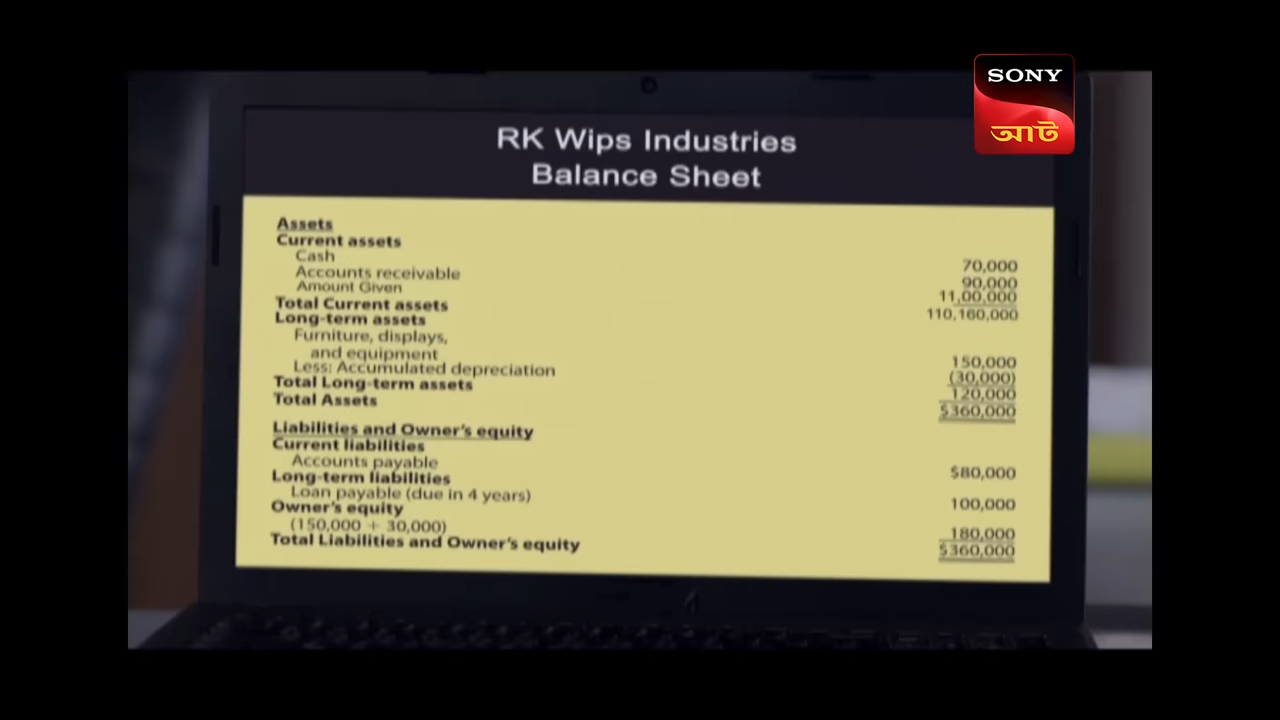 SONY
আট
RK Wips Industries
Balance Sheet
Assets
Current assets
Cash 70,000
Accounts receivable 90,000
Amount Given 11,00,000
Total Current assets 110,160,000
Long-term assets
Furniture, displays,
and equipment 150,000
Less: Accumulated depreciation (30,000)
Total Long-term assets 120,000
Total Assets $360,000
Liabilities and Owner's equity
Current liabilities
Accounts payable $80,000
Long-term liabilities
Loan payable (due in 4 years) 100,000
Owner's equity
(150,000 + 30,000) 180,000
Total Liabilities and Owner's equity $360,000